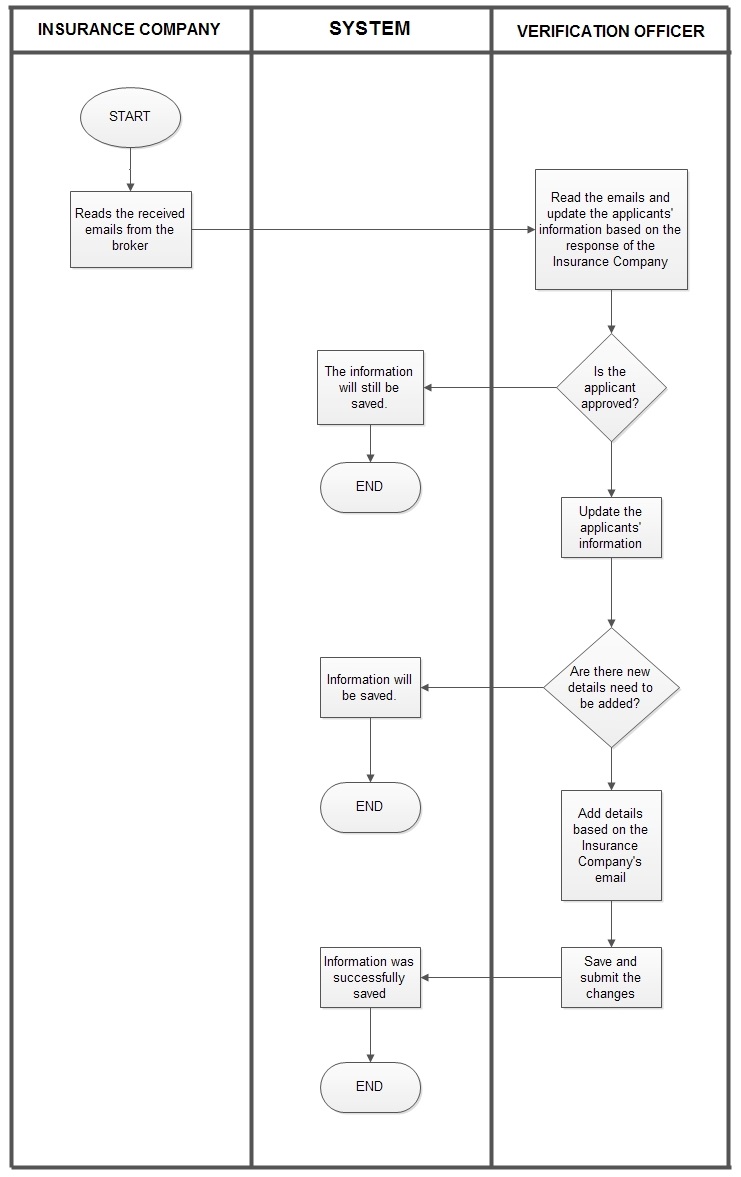 INSURANCE COMPANY
SYSTEM
VERIFICATION OFFICER
START
Reads the received
emails from the
broker
Read the emails and
update the applicants'
information based on the
response of the
Insurance Company
Is the
applicant
approved?
The information
will still be
saved.
END
Update the
applicants'
information
Are there new
details need to
be added?
Information will
be saved.
END
Add details
based on the
Insurance
Company's
email
Save and
submit the
changes
Information was
successfully
saved
END